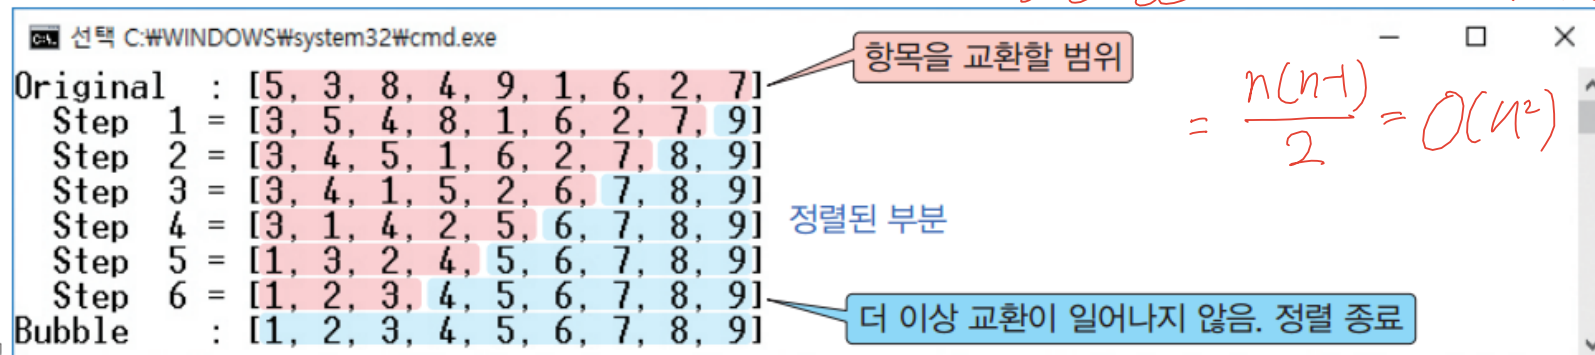 선택 C:₩WINDOWS₩system32₩cmd.exe
항목을 교환할 범위
Original : [5, 3, 8, 4, 9, 1, 6, 2, 7]
Step 1 = [3, 5, 4, 8, 1, 6, 2, 7, 9]
Step 2 = [3, 4, 5, 1, 6, 2, 7, 8, 9]
Step 3 = [3, 4, 1, 5, 2, 6, 7, 8, 9]
Step 4 = [3, 1, 4, 2, 5, 6, 7, 8, 9]
Step 5 = [1, 3, 2, 4, 5, 6, 7, 8, 9]
Step 6 = [1, 2, 3, 4, 5, 6, 7, 8, 9]
Bubble : [1, 2, 3, 4, 5, 6, 7, 8, 9]
= n(n-1)/2 = O(n²)
정렬된 부분
더 이상 교환이 일어나지 않음. 정렬 종료